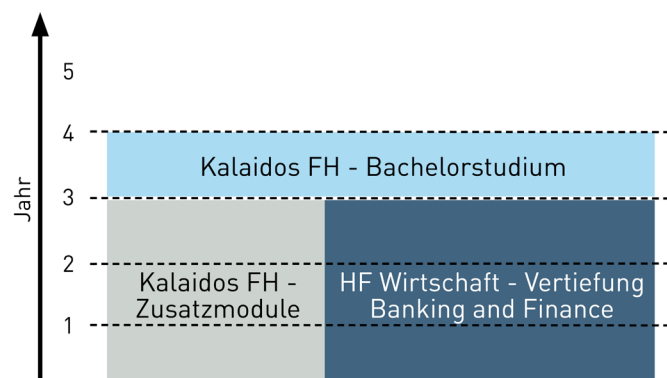 5
4
Kalaidos FH - Bachelorstudium
3
Jahr
2
Kalaidos FH -
Zusatzmodule
HF Wirtschaft - Vertiefung
Banking and Finance
1